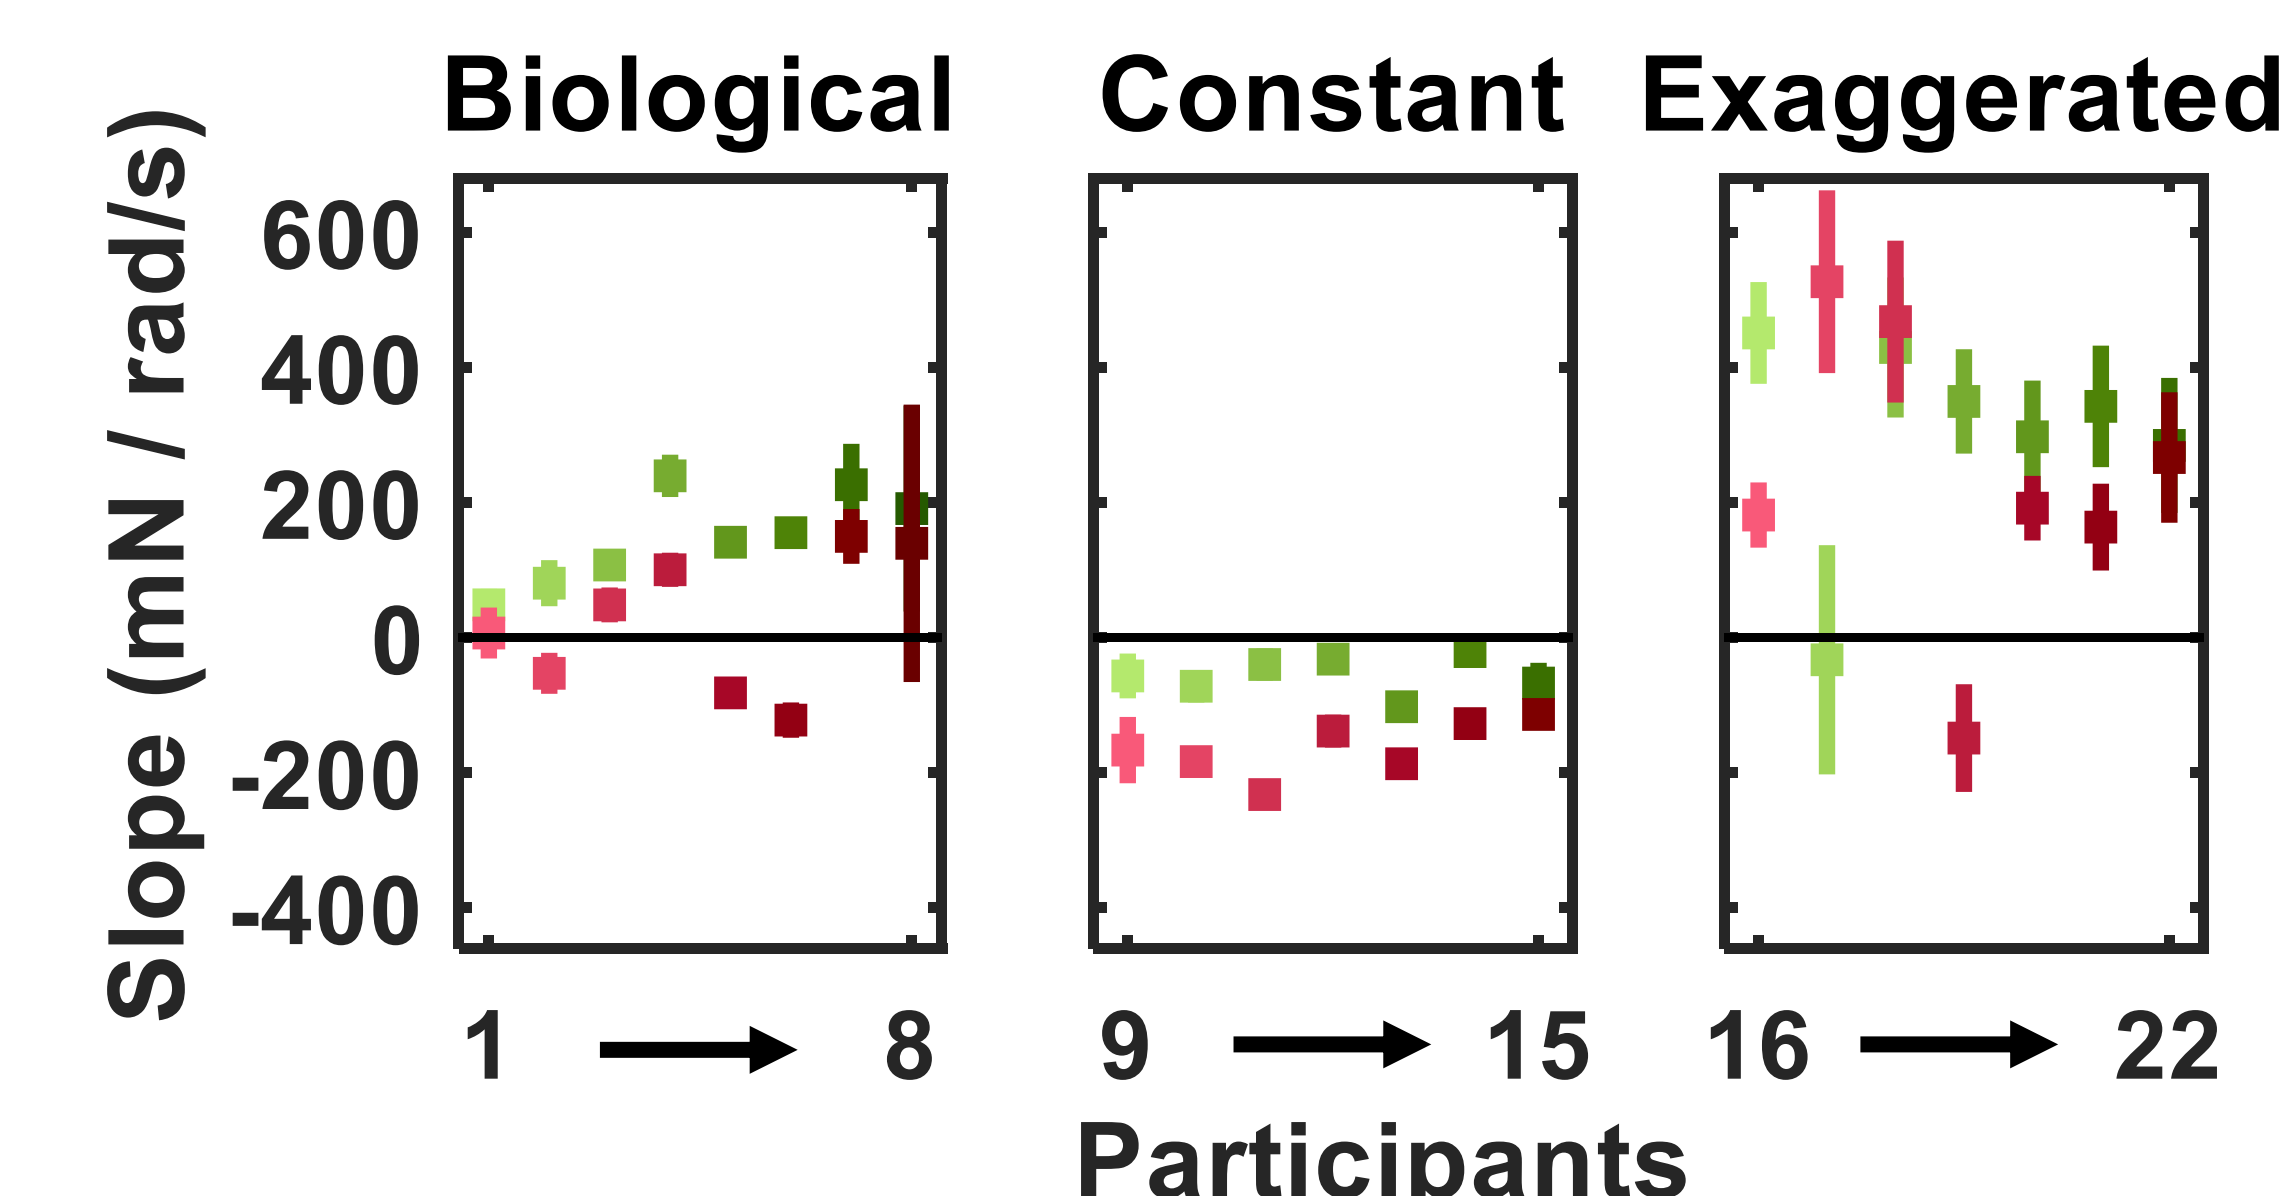 Biological Constant Exaggerated
Slope (mN / rad/s)
600
400
200
0
-200
-400
1 8 9 15 16 22
Participants